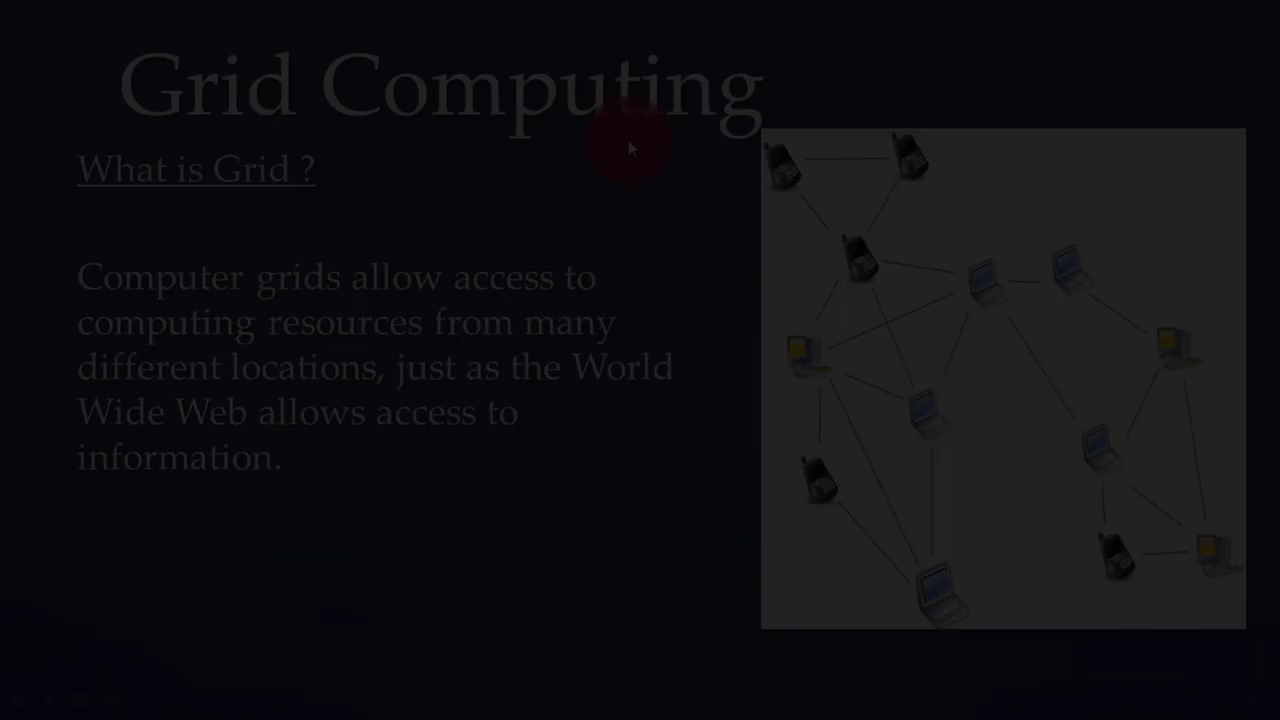 Grid Computing
What is Grid ?
Computer grids allow access to
computing resources from many
different locations, just as the World
Wide Web allows access to
information.